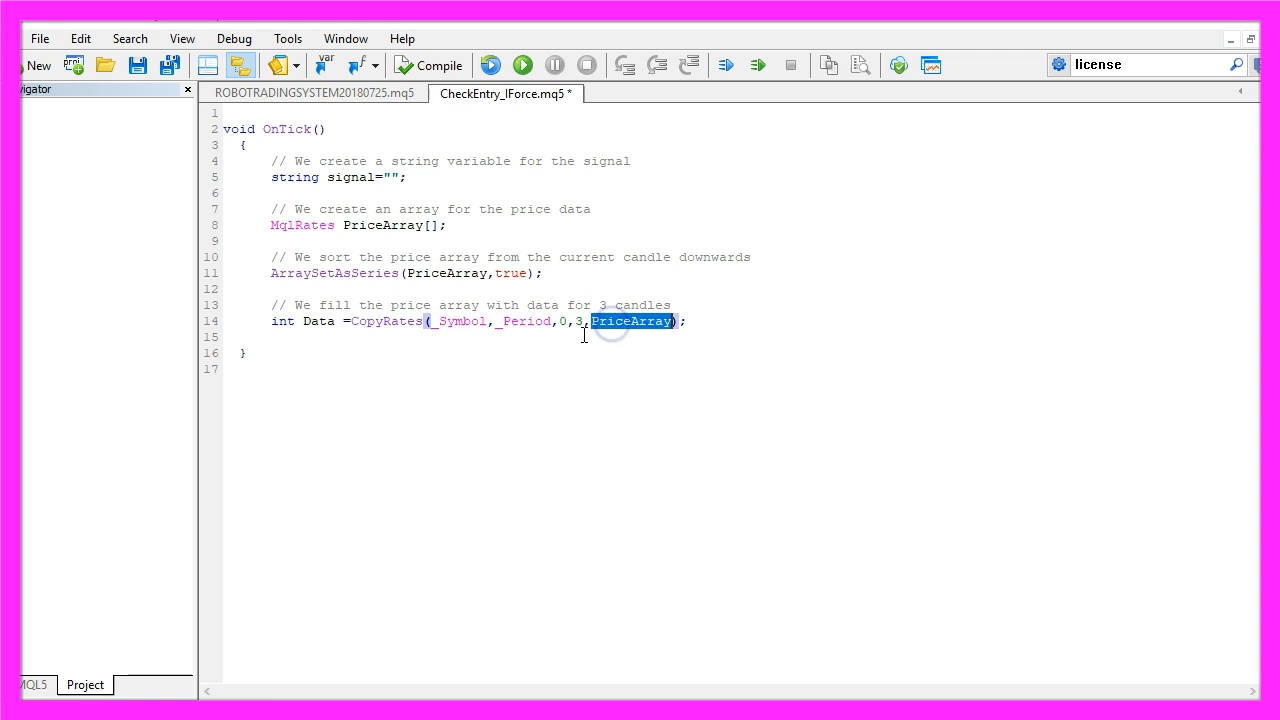 File Edit Search View Debug Tools Window Help
New Compile license
vigator
ROBOTRADINGSYSTEM20180725.mq5 CheckEntry_IForce.mq5 *
1
2 void OnTick()
3 {
4 // We create a string variable for the signal
5 string signal="";
6
7 // We create an array for the price data
8 MqlRates PriceArray[];
9
10 // We sort the price array from the current candle downwards
11 ArraySetAsSeries(PriceArray,true);
12
13 // We fill the price array with data for 3 candles
14 int Data =CopyRates(_Symbol,_Period,0,3,PriceArray);
15
16 }
17
MQL5 Project